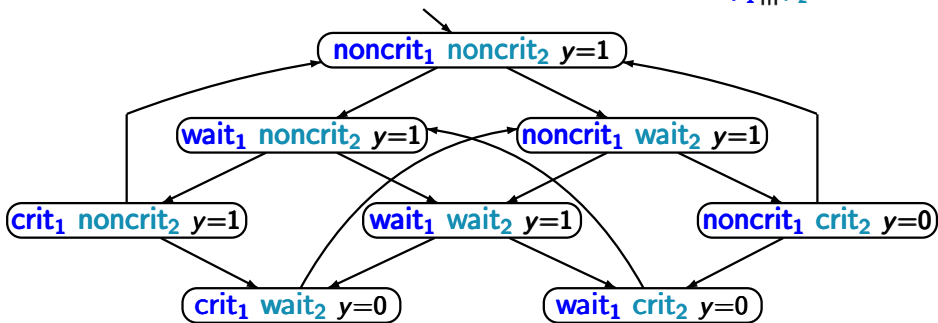 noncrit₁ noncrit₂ y=1
wait₁ noncrit₂ y=1
noncrit₁ wait₂ y=1
crit₁ noncrit₂ y=1
wait₁ wait₂ y=1
noncrit₁ crit₂ y=0
crit₁ wait₂ y=0
wait₁ crit₂ y=0